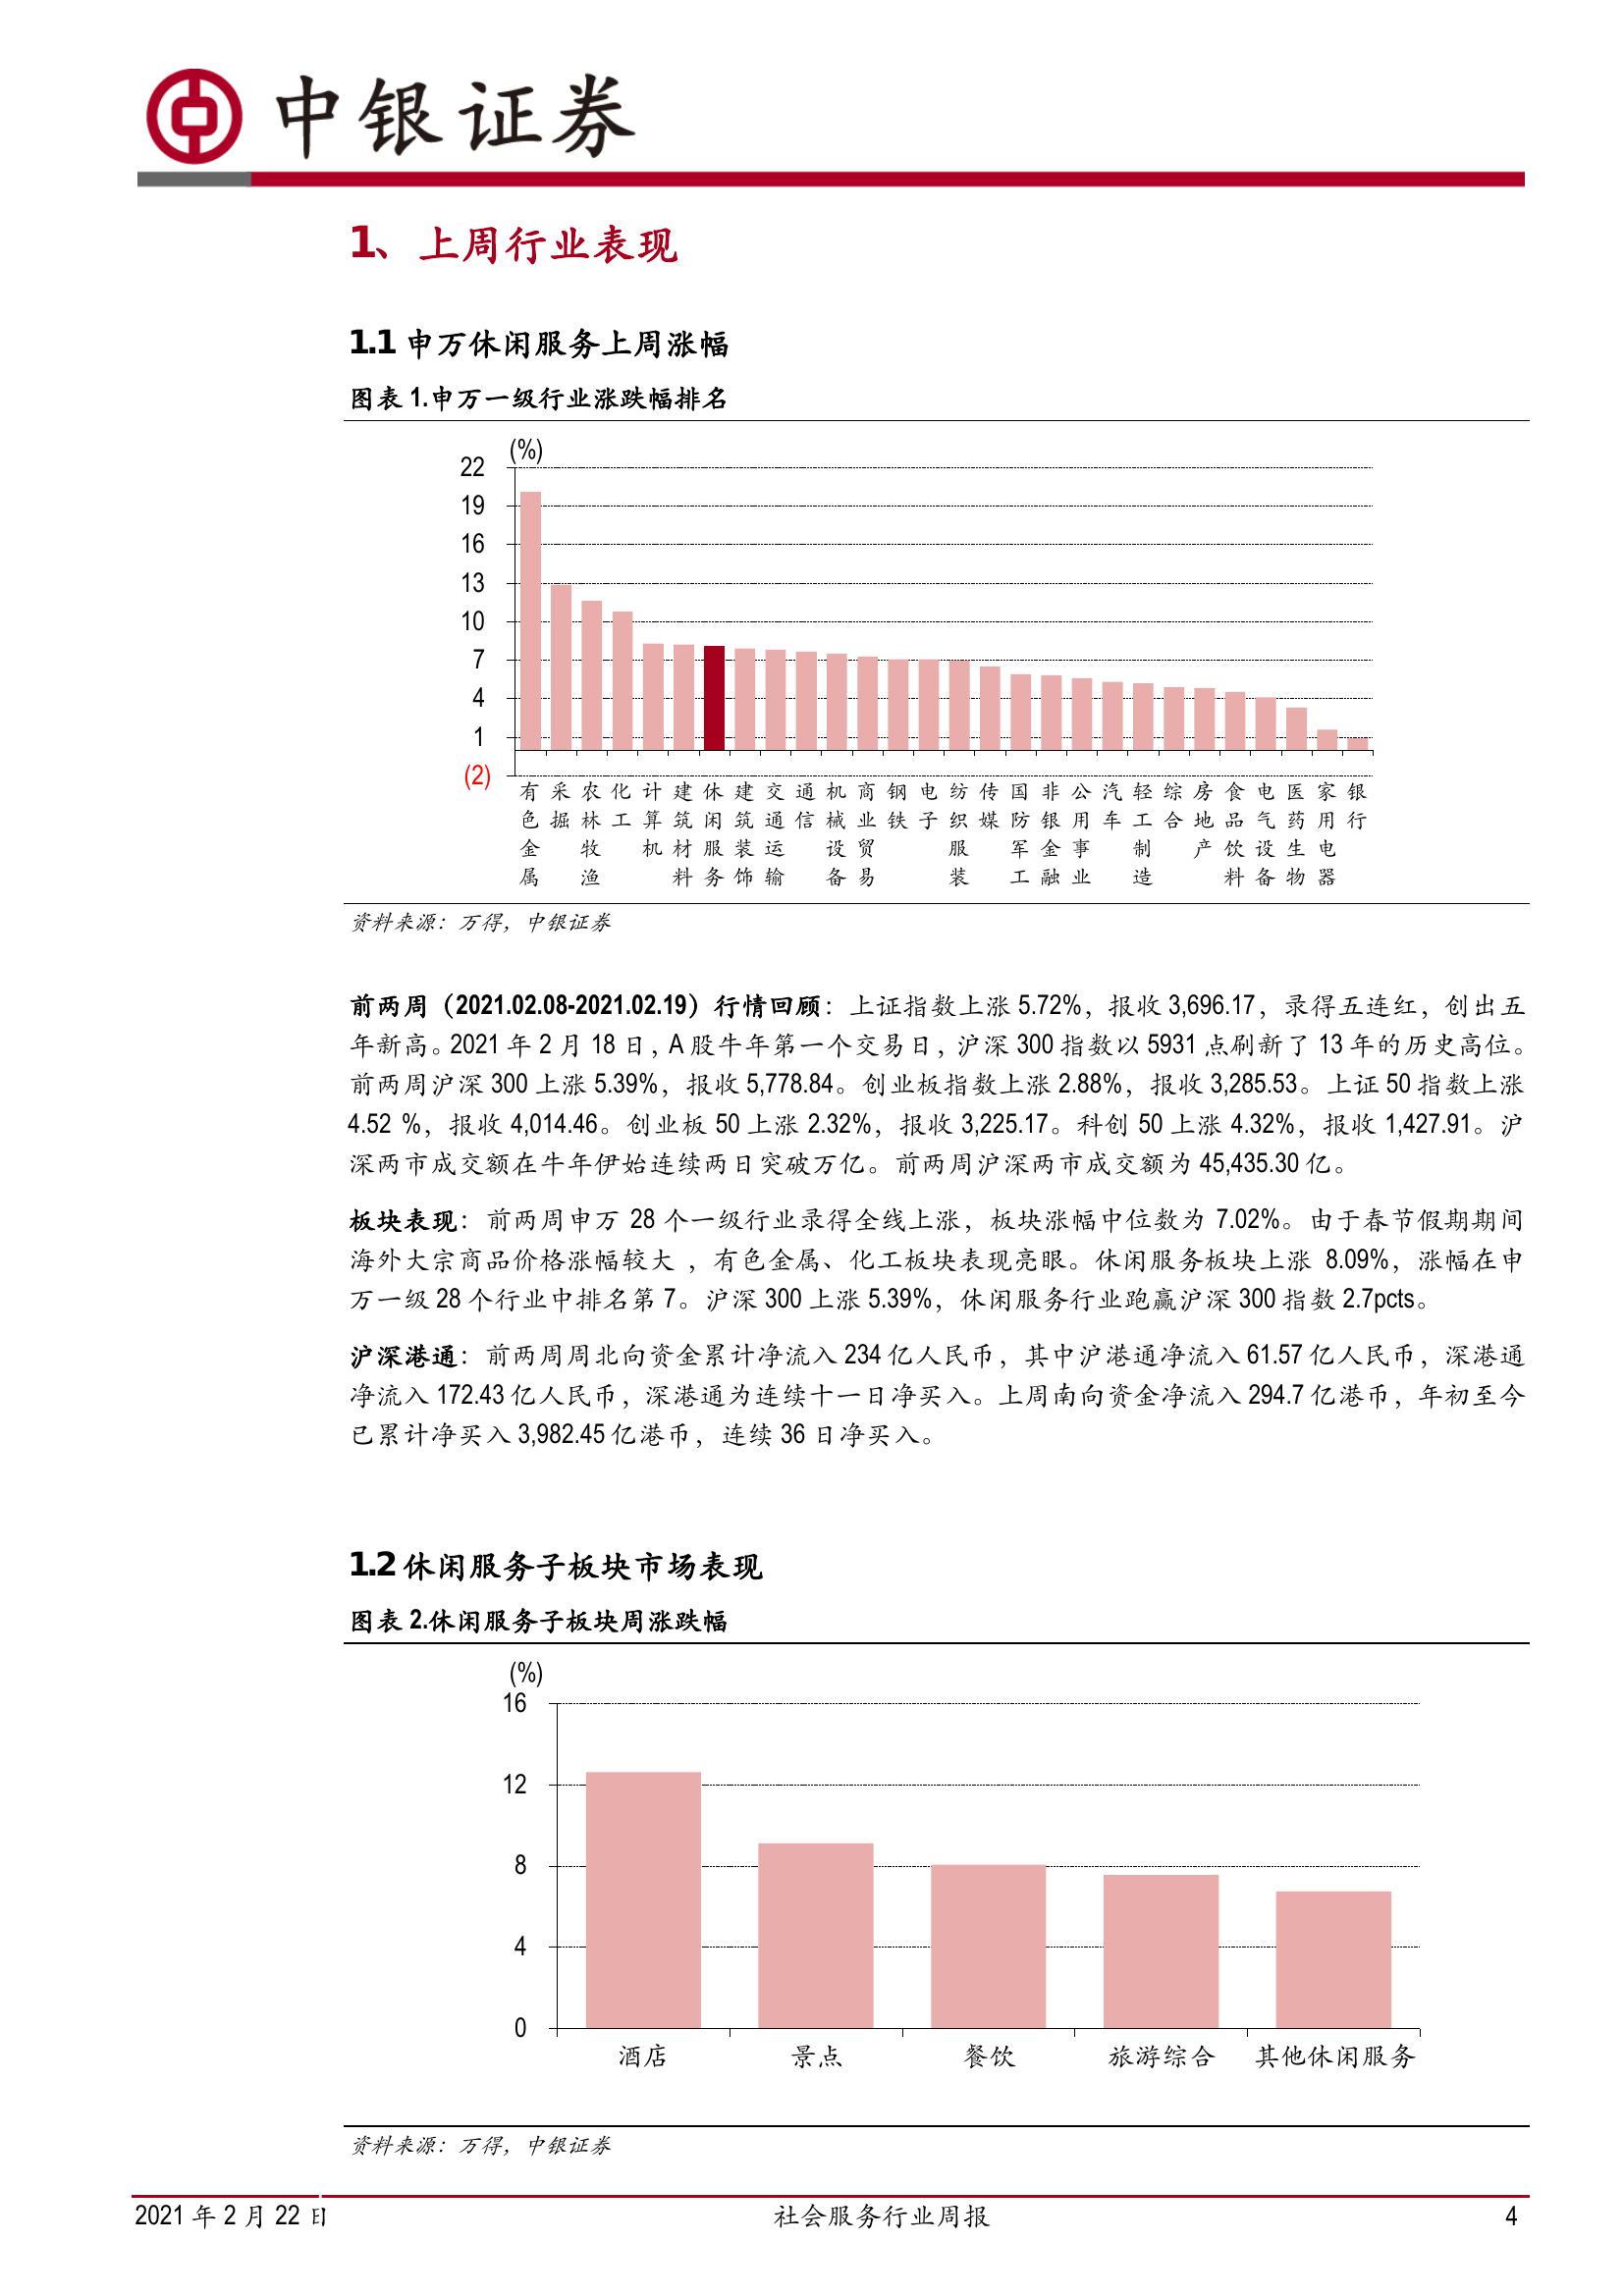 中银证券
1、上周行业表现
1.1 申万休闲服务上周涨幅
图表 1.申万一级行业涨跌幅排名
(%)
22
19
16
13
10
7
4
1
(2)
有色金属
采掘
农林牧渔
化工
计算机
建筑材料
休闲服务
建筑装饰
交通运输
通信
机械设备
商业贸易
钢铁
电子
纺织服装
传媒
国防军工
非银金融
公用事业
汽车
轻工制造
综合
房地产
食品饮料
电气设备
医药生物
家用电器
银行
资料来源：万得，中银证券
前两周（2021.02.08-2021.02.19）行情回顾：上证指数上涨 5.72%，报收 3,696.17，录得五连红，创出五
年新高。2021 年 2 月 18 日，A 股牛年第一个交易日，沪深 300 指数以 5931 点刷新了 13 年的历史高位。
前两周沪深 300 上涨 5.39%，报收 5,778.84。创业板指数上涨 2.88%，报收 3,285.53。上证 50 指数上涨
4.52 %，报收 4,014.46。创业板 50 上涨 2.32%，报收 3,225.17。科创 50 上涨 4.32%，报收 1,427.91。沪
深两市成交额在牛年伊始连续两日突破万亿。前两周沪深两市成交额为 45,435.30 亿。
板块表现：前两周申万 28 个一级行业录得全线上涨，板块涨幅中位数为 7.02%。由于春节假期期间
海外大宗商品价格涨幅较大 ，有色金属、化工板块表现亮眼。休闲服务板块上涨 8.09%，涨幅在申
万一级 28 个行业中排名第 7。沪深 300 上涨 5.39%，休闲服务行业跑赢沪深 300 指数 2.7pcts。
沪深港通：前两周周北向资金累计净流入 234 亿人民币，其中沪港通净流入 61.57 亿人民币，深港通
净流入 172.43 亿人民币，深港通为连续十一日净买入。上周南向资金净流入 294.7 亿港币，年初至今
已累计净买入 3,982.45 亿港币，连续 36 日净买入。
1.2 休闲服务子板块市场表现
图表 2.休闲服务子板块周涨跌幅
(%)
16
12
8
4
0
酒店 景点 餐饮 旅游综合 其他休闲服务
资料来源：万得，中银证券
2021 年 2 月 22 日 社会服务行业周报 4